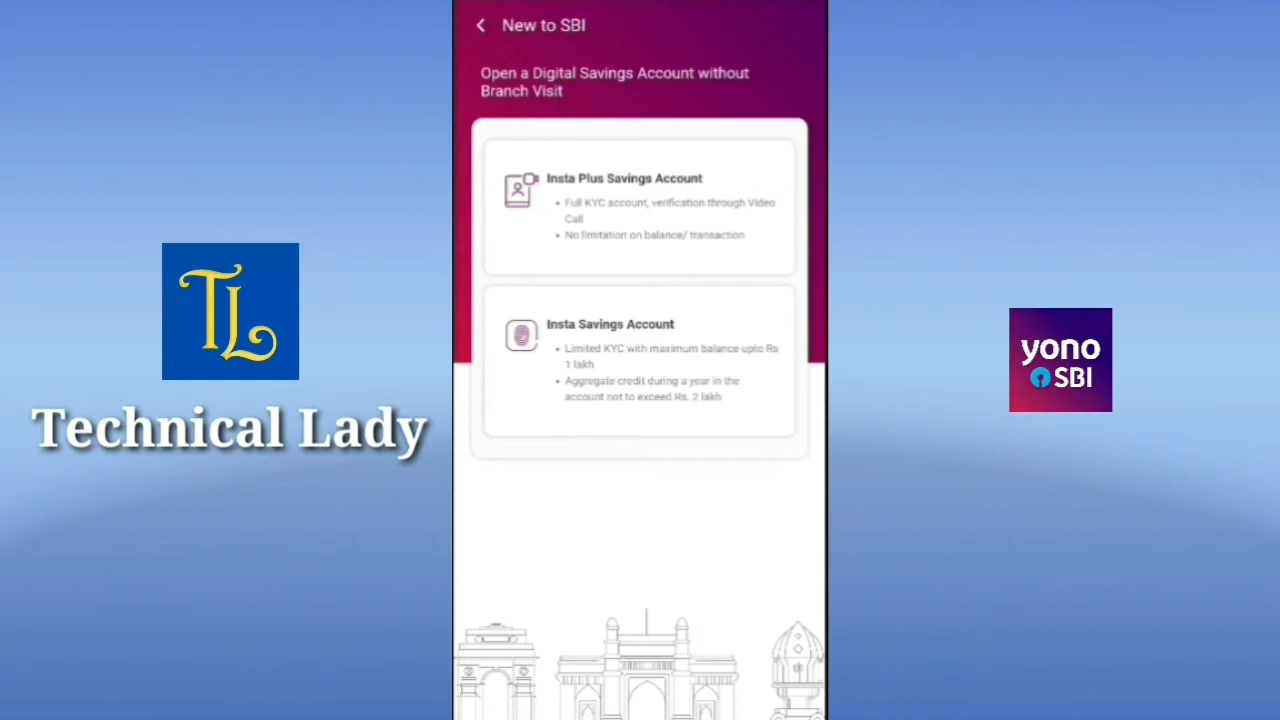 New to SBI
Open a Digital Savings Account without
Branch Visit
Insta Plus Savings Account
• Full KYC account, verification through Video
Call
• No limitation on balance/ transaction
Insta Savings Account
• Limited KYC with maximum balance upto Rs
1 lakh
• Aggregate credit during a year in the
account not to exceed Rs. 2 lakh
TL
Technical Lady
yono
SBI